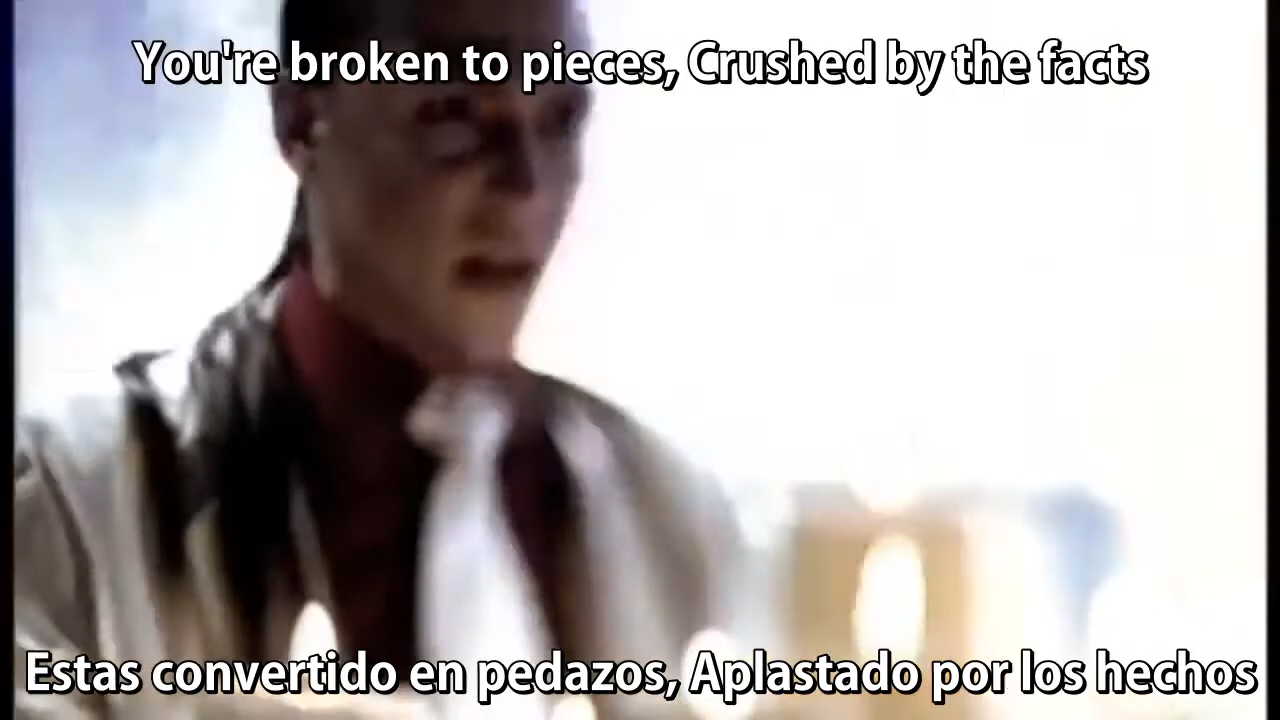 You're broken to pieces, Crushed by the facts
Estas convertido en pedazos, Aplastado por los hechos